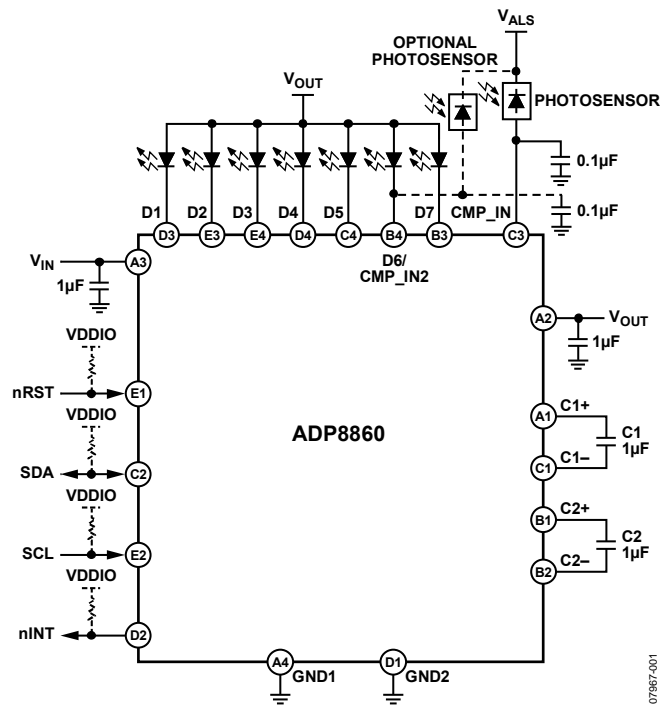 VALS
OPTIONAL
PHOTOSENSOR
VOUT
PHOTOSENSOR
0.1µF
0.1µF
D1
D2
D3
D4
D5
D7
CMP_IN
D3
E3
E4
D4
C4
B4
B3
C3
D6/
CMP_IN2
VIN
A3
1µF
A2
VOUT
1µF
VDDIO
nRST
E1
VDDIO
SDA
C2
VDDIO
SCL
E2
VDDIO
nINT
D2
ADP8860
A1
C1+
C1
1µF
C1
C1–
B1
C2+
C2
1µF
B2
C2–
A4
GND1
D1
GND2
07967-001